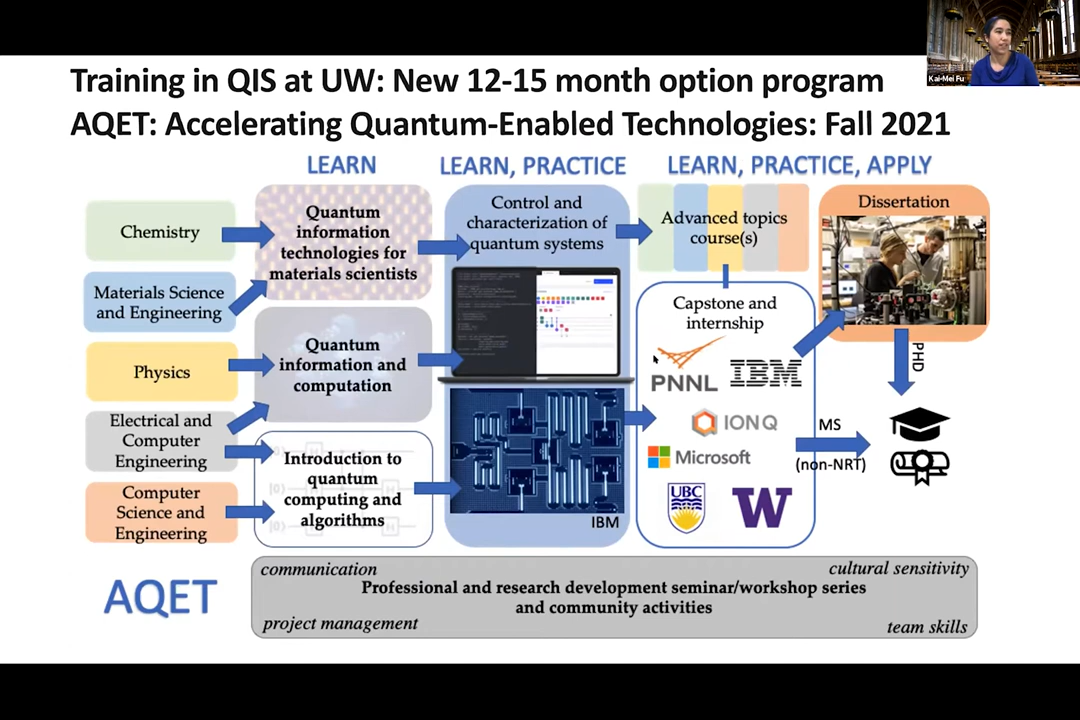 Kai-Mei Fu
Training in QIS at UW: New 12-15 month option program
AQET: Accelerating Quantum-Enabled Technologies: Fall 2021
LEARN
LEARN, PRACTICE
LEARN, PRACTICE, APPLY
Chemistry
Materials Science
and Engineering
Physics
Electrical and
Computer
Engineering
Computer
Science and
Engineering
Quantum
information
technologies for
materials scientists
Quantum
information and
computation
Introduction to
quantum
computing and
algorithms
Control and
characterization of
quantum systems
IBM
Advanced topics
course(s)
Capstone and
internship
PNNL
IBM
IONQ
Microsoft
UBC
W
Dissertation
PHD
MS
(non-NRT)
AQET
communication
cultural sensitivity
Professional and research development seminar/workshop series
and community activities
project management
team skills